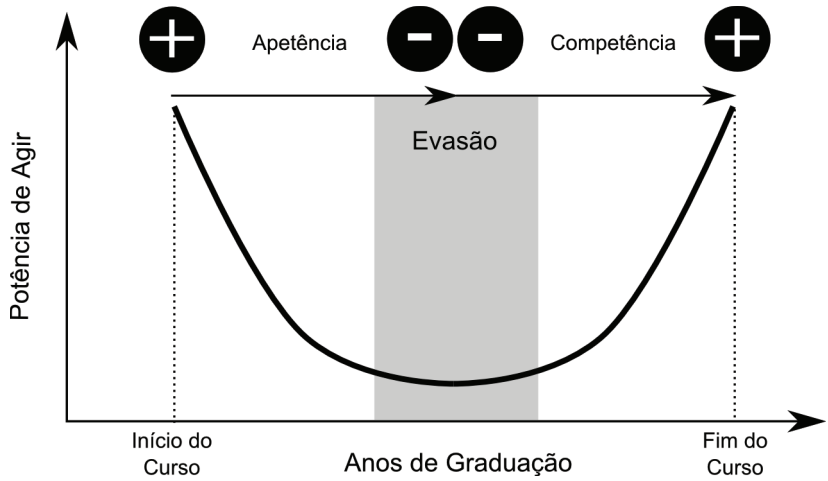 +
Apetência
-
-
Competência
+
Evasão
Potência de Agir
Início do
Curso
Anos de Graduação
Fim do
Curso